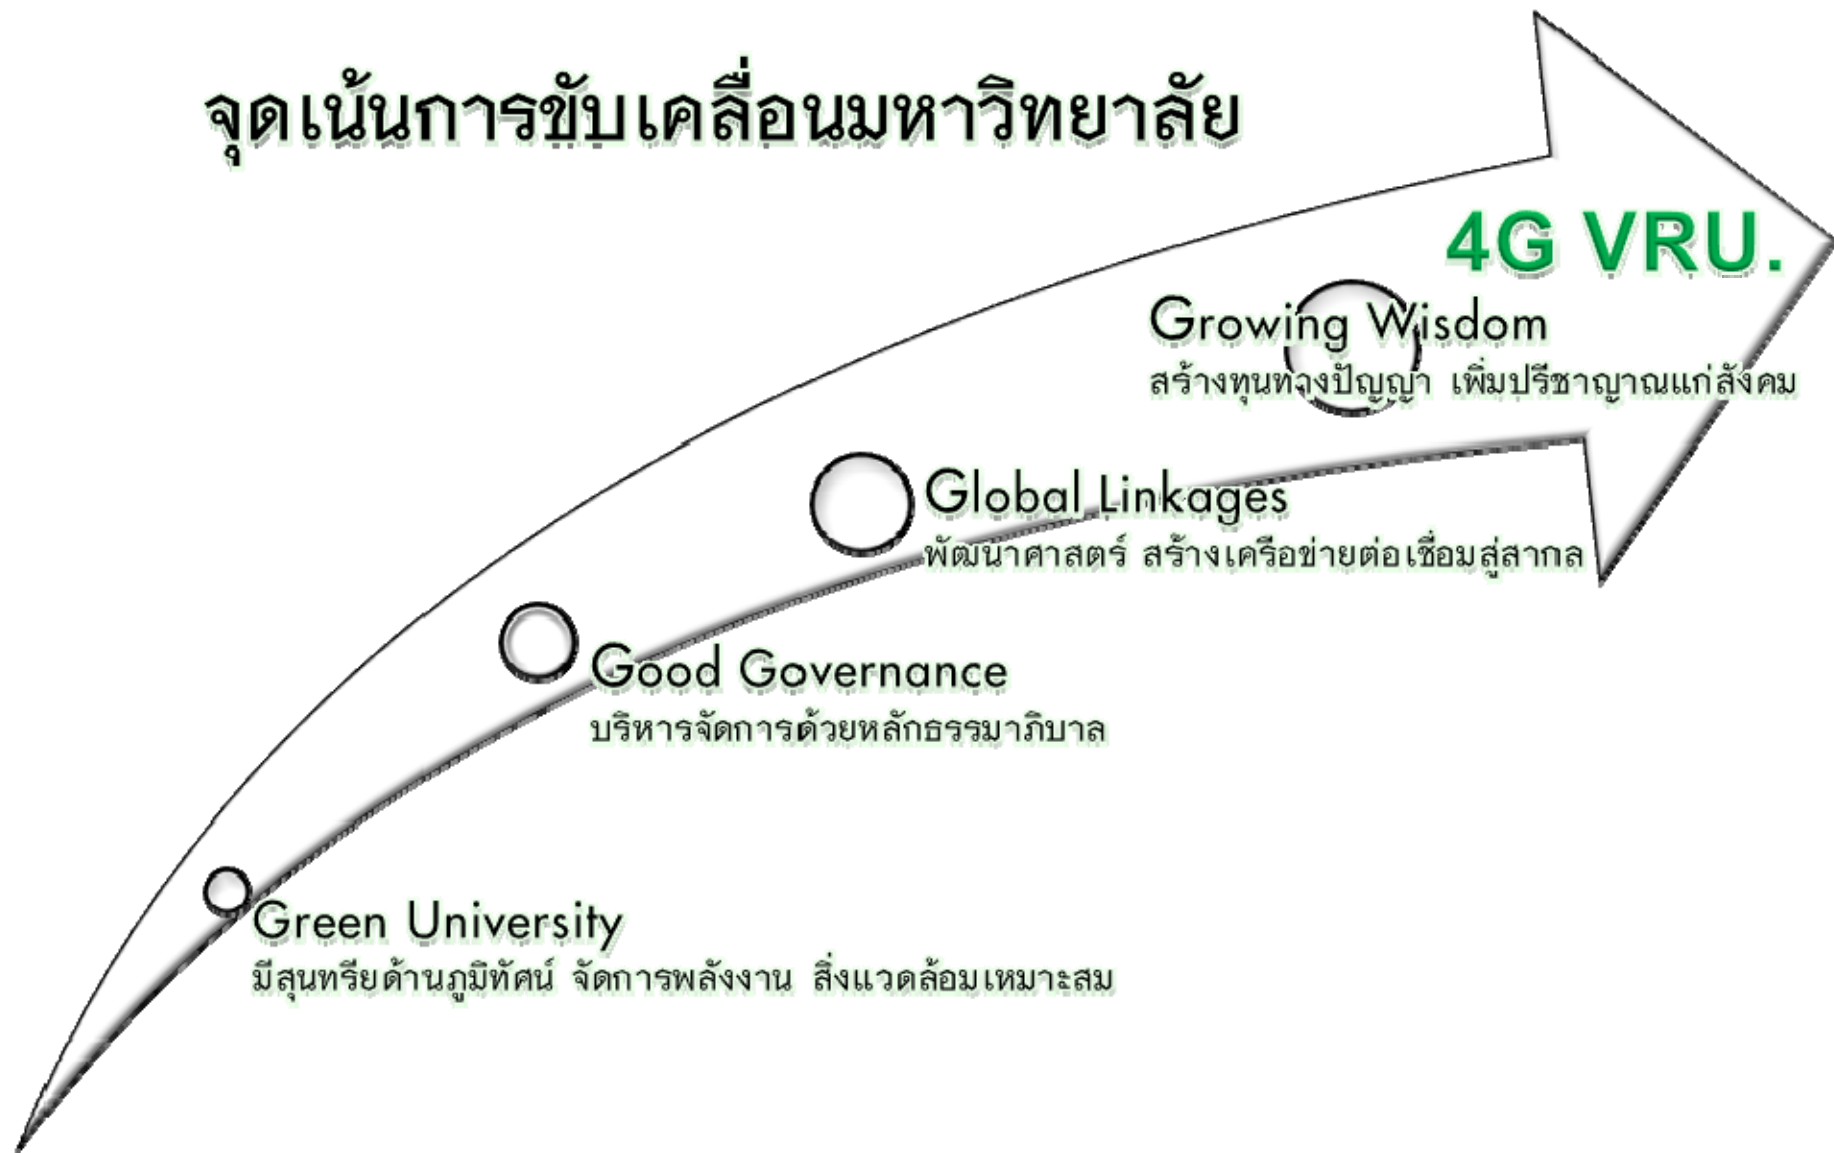 จุดเน้นการขับเคลื่อนมหาวิทยาลัย
4G VRU.
Growing Wisdom
สร้างทุนทางปัญญา เพิ่มปรีชาญาณแก่สังคม
Global Linkages
พัฒนาศาสตร์ สร้างเครือข่ายต่อเชื่อมสู่สากล
Good Governance
บริหารจัดการด้วยหลักธรรมาภิบาล
Green University
มีสุนทรียด้านภูมิทัศน์ จัดการพลังงาน สิ่งแวดล้อมเหมาะสม